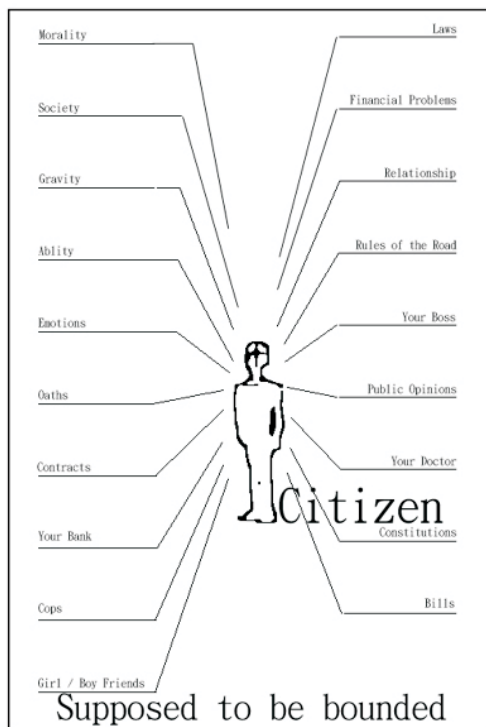 Morality
Laws
Society
Financial Problems
Gravity
Relationship
Ablity
Rules of the Road
Emotions
Your Boss
Oaths
Public Opinions
Contracts
Your Doctor
Citizen
Your Bank
Constitutions
Cops
Bills
Girl / Boy Friends
Supposed to be bounded